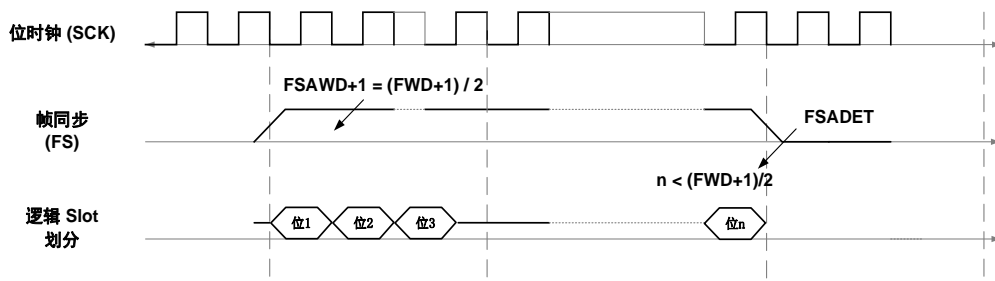 位时钟 (SCK)
FSAWD+1 = (FWD+1) / 2
帧同步
(FS)
FSADET
n < (FWD+1)/2
逻辑 Slot
划分
位1
位2
位3
位n